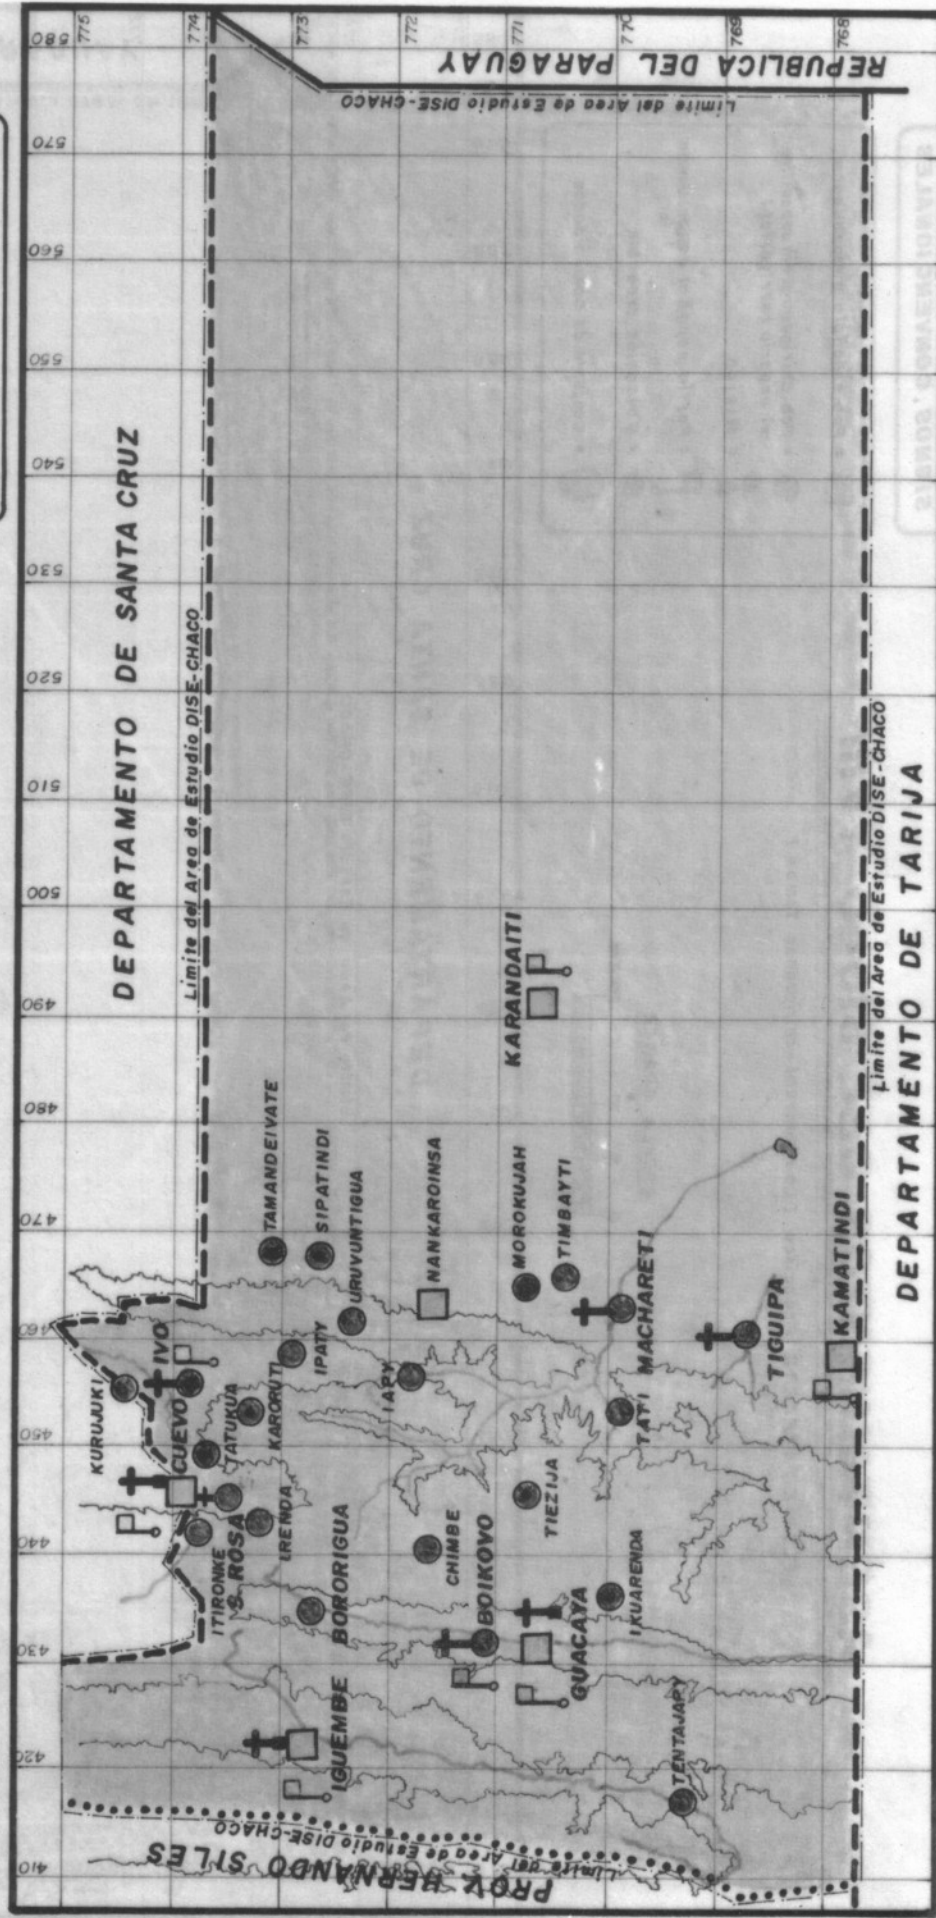 580
570
560
550
540
530
520
510
500
490
480
470
460
450
440
430
420
410
775
774
773
772
771
770
769
768
REPUBLICA DEL PARAGUAY
Limite del Area de Estudio DISE-CHACO
DEPARTAMENTO DE SANTA CRUZ
Limite del Area de Estudio DISE-CHACO
DEPARTAMENTO DE TARIJA
Limite del Area de Estudio DISE-CHACO
PROV. HERNANDO SILES
Limite del Area de Estudio DISE-CHACO
KURUJUKI
IVO
CUEVO
TATUKUA
KARORUTI
IPATY
ITIRONKE
S. ROSA
IRENDA
BORORIGUA
IGUEMBE
TAMANDEIVATE
SIPATINDI
URUVUNTIGUA
NANKAROINSA
IAPY
CHIMBE
BOIKOVO
KARANDAITI
MOROKUJAH
TIMBAYTI
MACHARETI
TATI
TIEZIJA
GUACAYA
IKUARENDA
TENTAJAPY
TIGUIPA
KAMATINDI